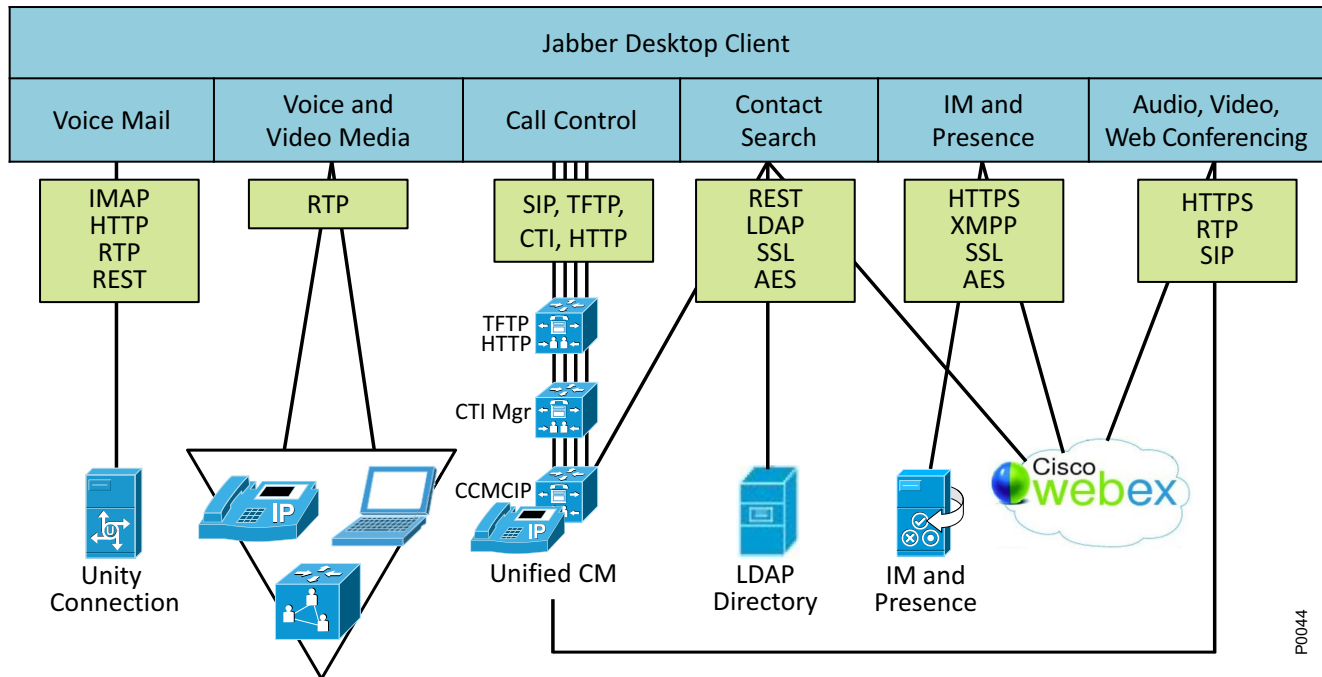 Jabber Desktop Client
Voice Mail
Voice and
Video Media
Call Control
Contact
Search
IM and
Presence
Audio, Video,
Web Conferencing
IMAP
HTTP
RTP
REST
RTP
SIP, TFTP,
CTI, HTTP
REST
LDAP
SSL
AES
HTTPS
XMPP
SSL
AES
HTTPS
RTP
SIP
TFTP
HTTP
CTI Mgr
CCMCIP
IP
IP
U
Cisco
webex
Unity
Connection
Unified CM
LDAP
Directory
IM and
Presence
P0044